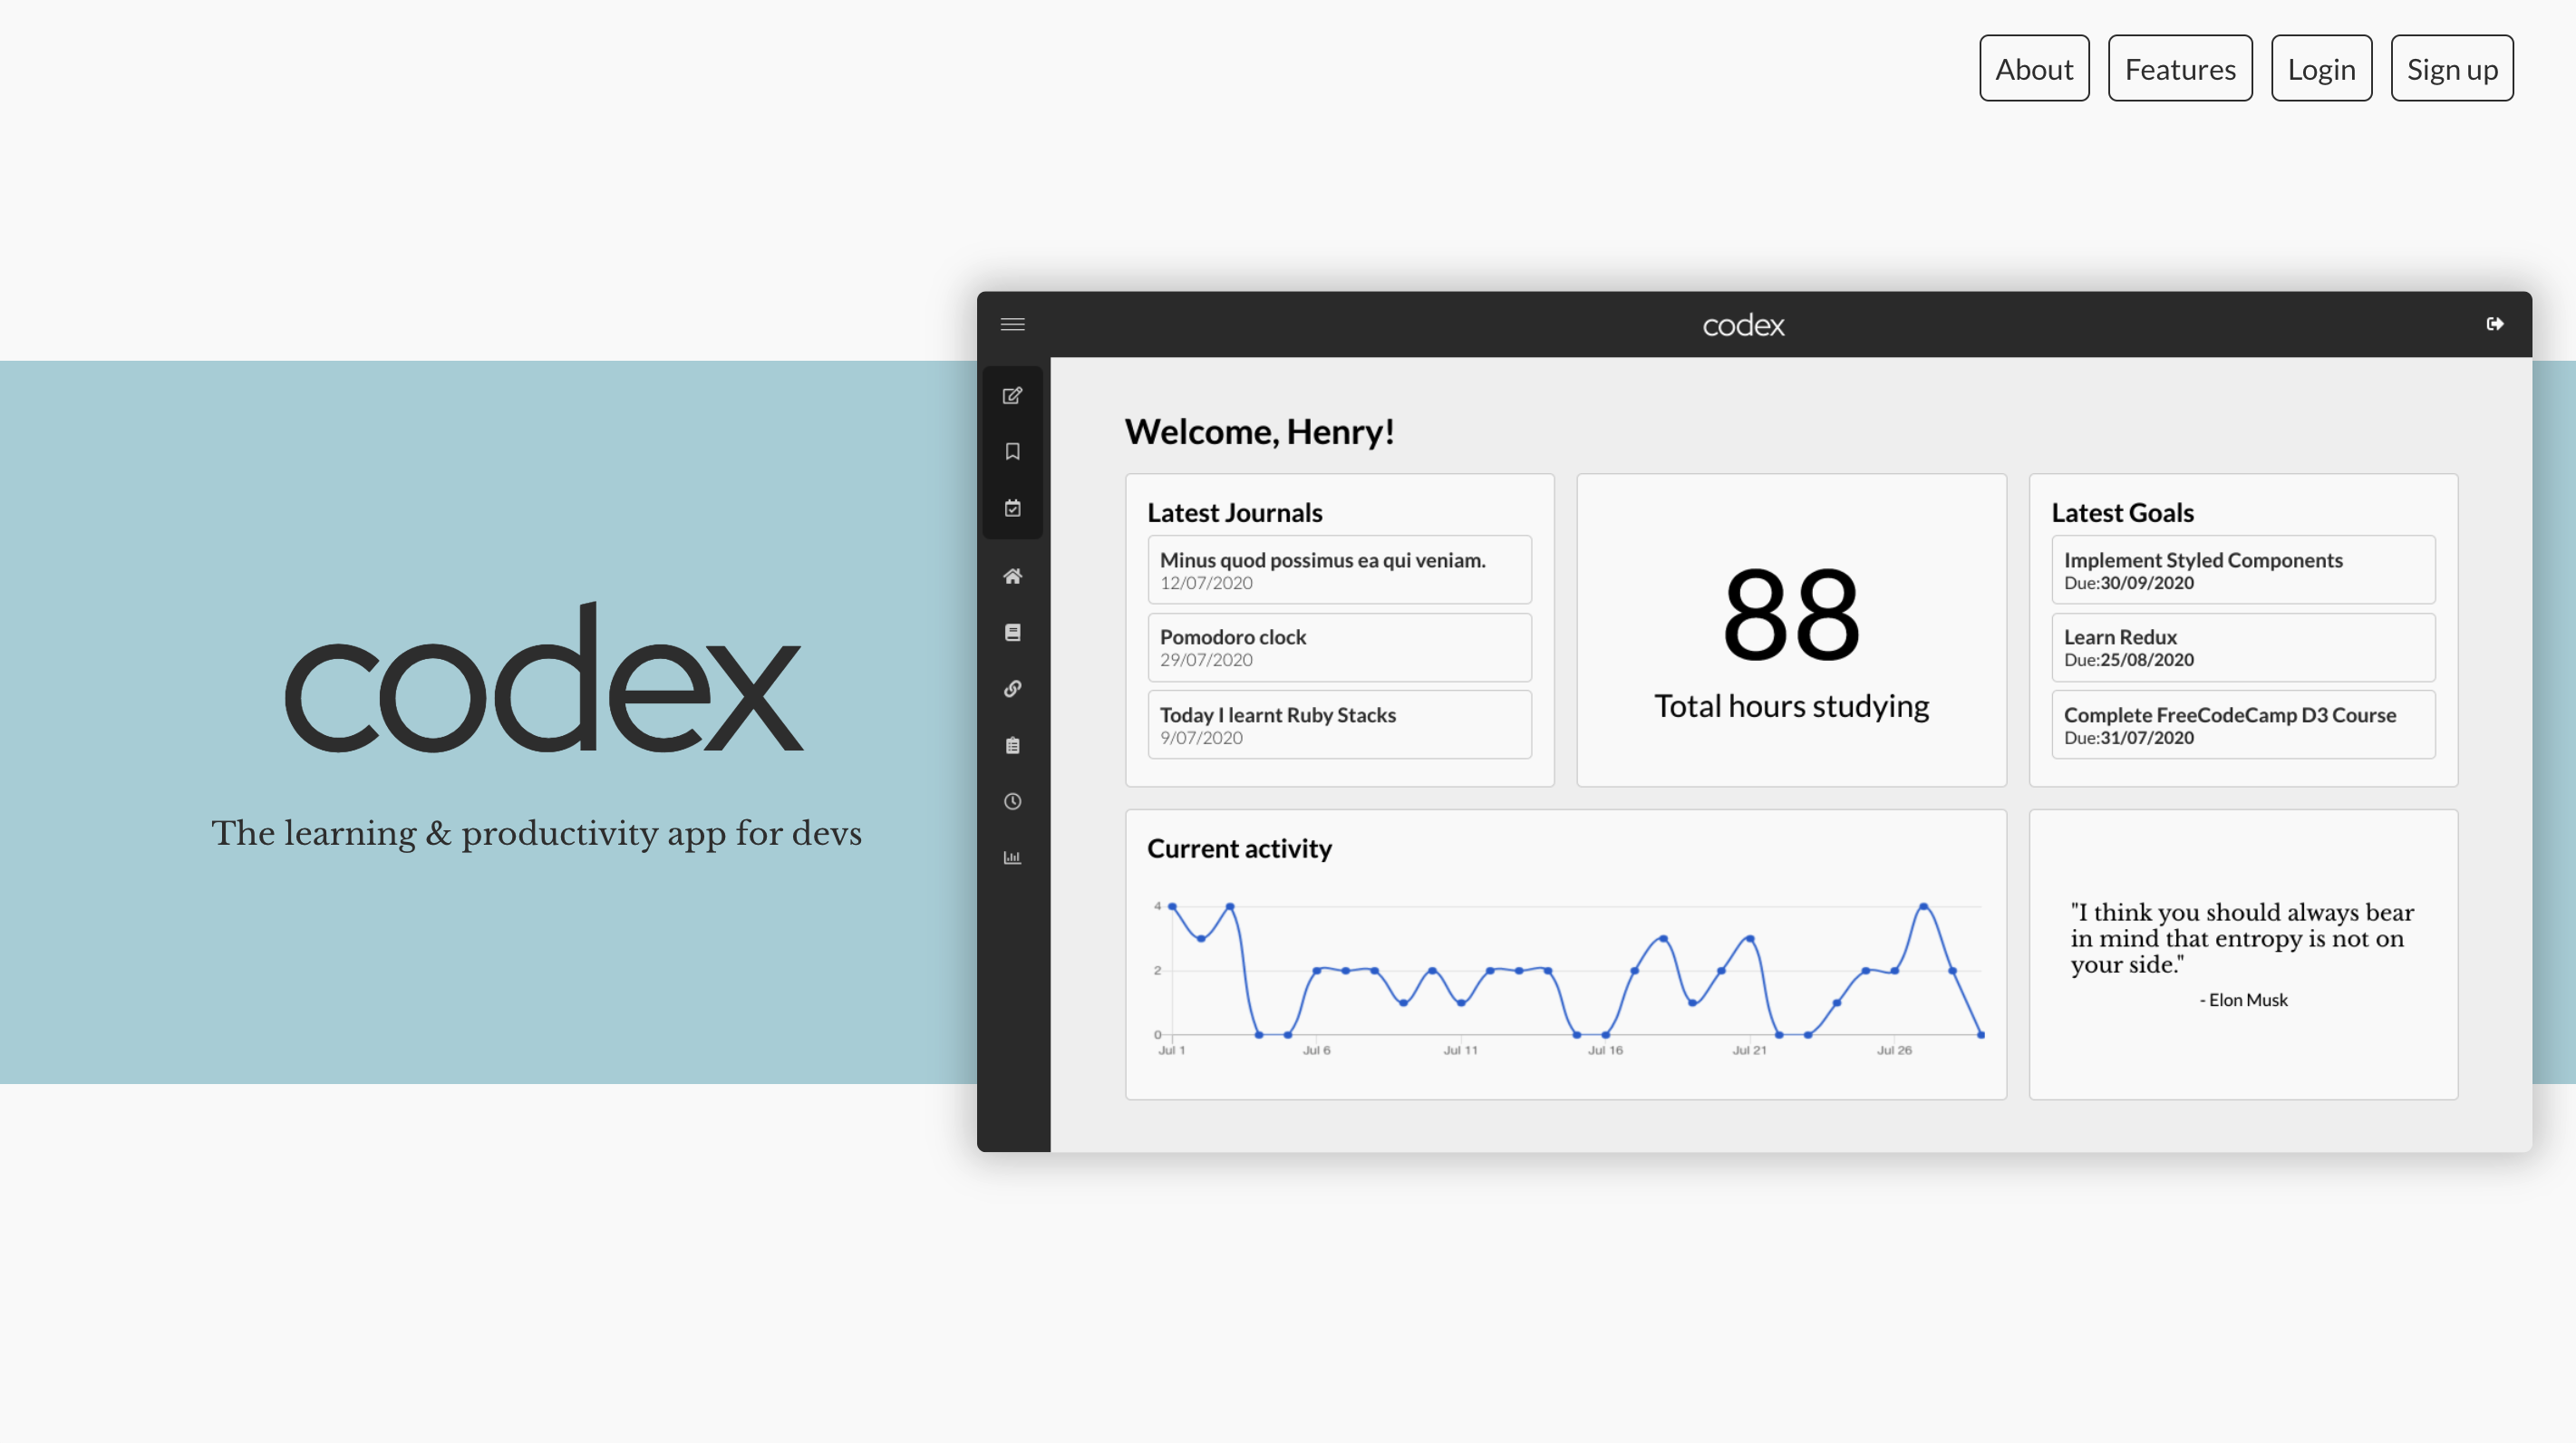 About
Features
Login
Sign up
codex
The learning & productivity app for devs
codex
Welcome, Henry!
Latest Journals
Minus quod possimus ea qui veniam.
12/07/2020
Pomodoro clock
29/07/2020
Today I learnt Ruby Stacks
9/07/2020
88
Total hours studying
Latest Goals
Implement Styled Components
Due:30/09/2020
Learn Redux
Due:25/08/2020
Complete FreeCodeCamp D3 Course
Due:31/07/2020
Current activity
4
2
0
Jul 1
Jul 6
Jul 11
Jul 16
Jul 21
Jul 26
"I think you should always bear
in mind that entropy is not on
your side."
- Elon Musk